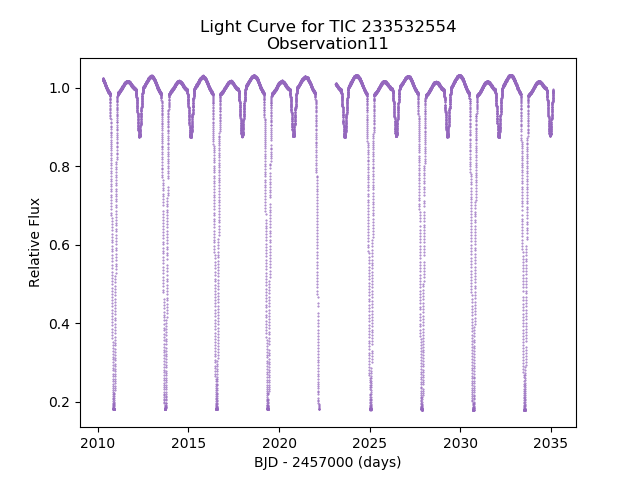 Light Curve for TIC 233532554
Observation11
1.0
0.8
0.6
0.4
0.2
Relative Flux
2010 2015 2020 2025 2030 2035
BJD - 2457000 (days)